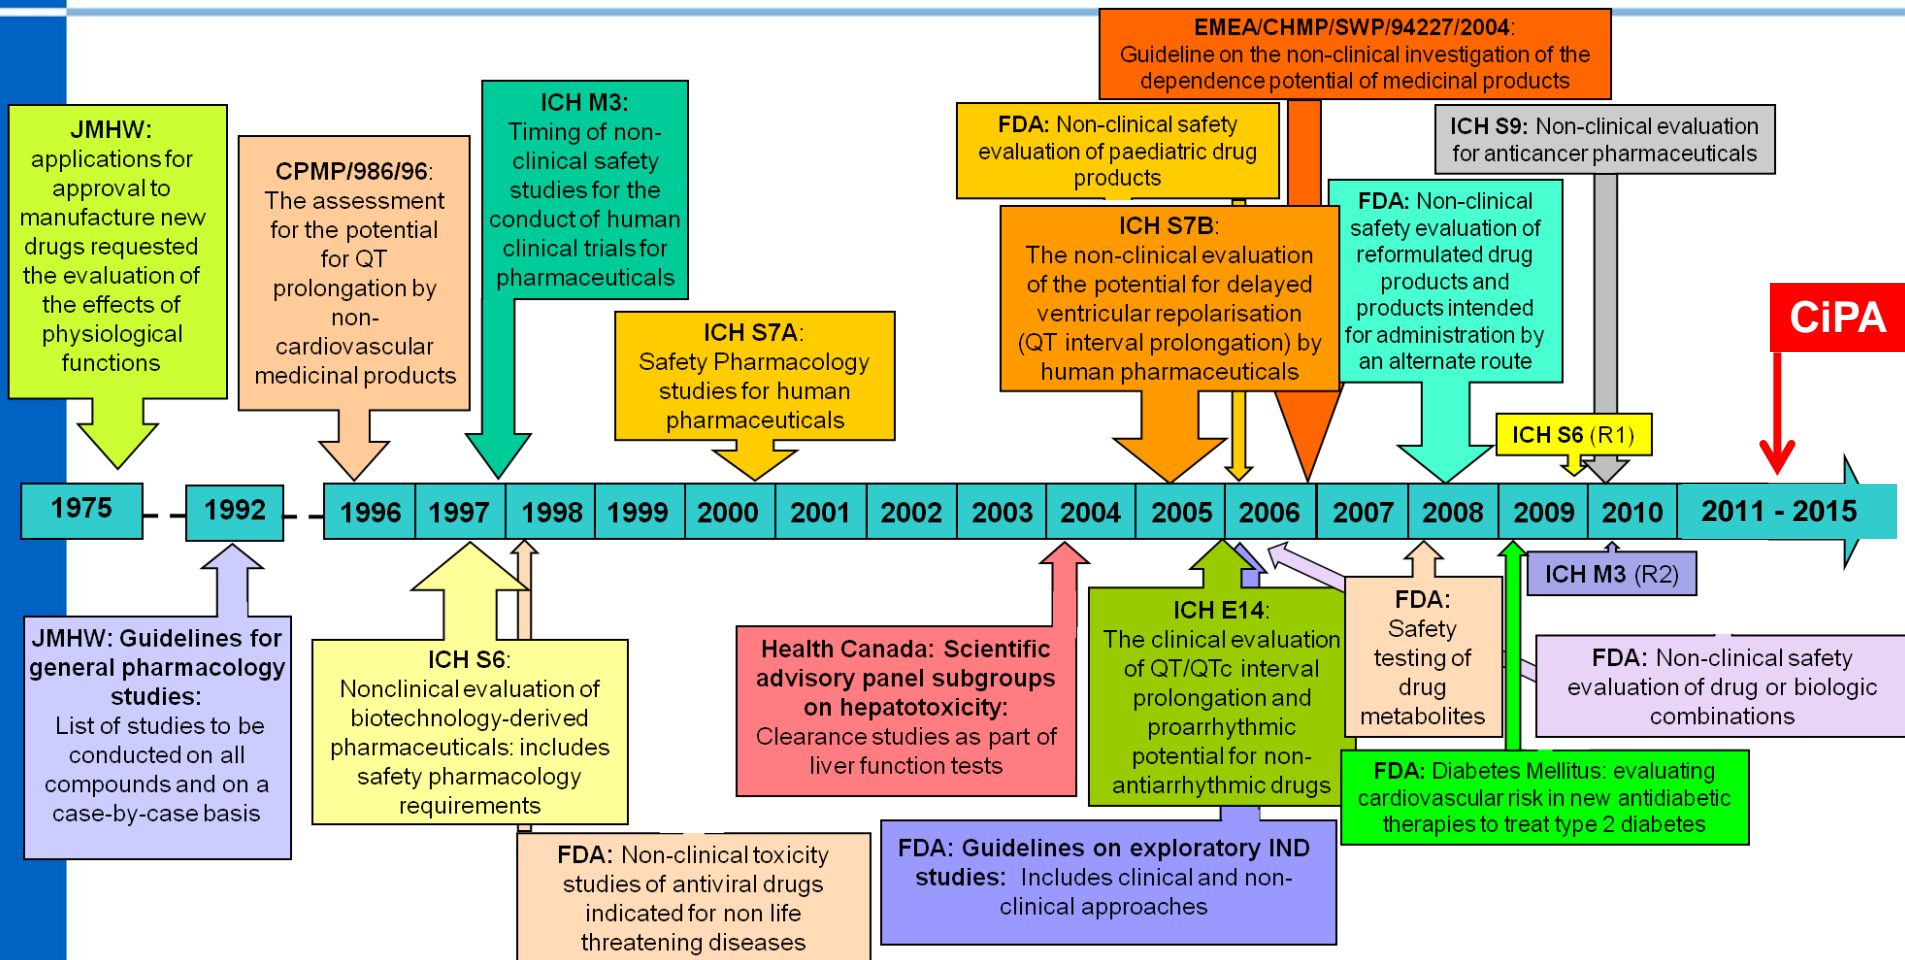 JMHW:
applications for
approval to
manufacture new
drugs requested
the evaluation of
the effects of
physiological
functions
CPMP/986/96:
The assessment
for the potential
for QT
prolongation by
non-
cardiovascular
medicinal products
ICH M3:
Timing of non-
clinical safety
studies for the
conduct of human
clinical trials for
pharmaceuticals
ICH S7A:
Safety Pharmacology
studies for human
pharmaceuticals
EMEA/CHMP/SWP/94227/2004:
Guideline on the non-clinical investigation of the
dependence potential of medicinal products
FDA: Non-clinical safety
evaluation of paediatric drug
products
ICH S7B:
The non-clinical evaluation
of the potential for delayed
ventricular repolarisation
(QT interval prolongation) by
human pharmaceuticals
FDA: Non-clinical
safety evaluation of
reformulated drug
products and
products intended
for administration by
an alternate route
ICH S9: Non-clinical evaluation
for anticancer pharmaceuticals
CiPA
ICH S6 (R1)
1975
1992
1996
1997
1998
1999
2000
2001
2002
2003
2004
2005
2006
2007
2008
2009
2010
2011 - 2015
JMHW: Guidelines for
general pharmacology
studies:
List of studies to be
conducted on all
compounds and on a
case-by-case basis
ICH S6:
Nonclinical evaluation of
biotechnology-derived
pharmaceuticals: includes
safety pharmacology
requirements
FDA: Non-clinical toxicity
studies of antiviral drugs
indicated for non life
threatening diseases
Health Canada: Scientific
advisory panel subgroups
on hepatotoxicity:
Clearance studies as part of
liver function tests
ICH E14:
The clinical evaluation
of QT/QTc interval
prolongation and
proarrhythmic
potential for non-
antiarrhythmic drugs
FDA: Guidelines on exploratory IND
studies: Includes clinical and non-
clinical approaches
FDA:
Safety
testing of
drug
metabolites
ICH M3 (R2)
FDA: Non-clinical safety
evaluation of drug or biologic
combinations
FDA: Diabetes Mellitus: evaluating
cardiovascular risk in new antidiabetic
therapies to treat type 2 diabetes